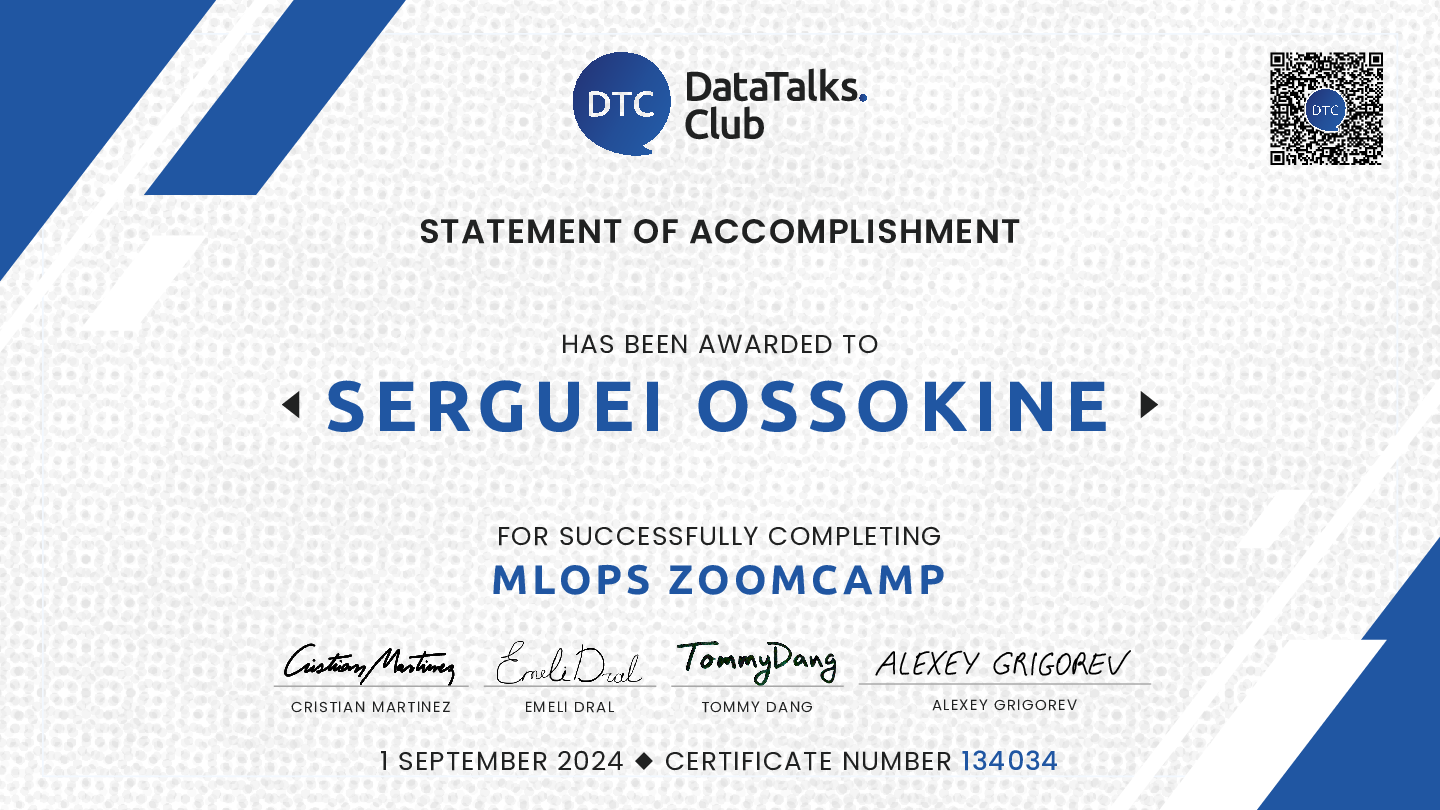 DTC DataTalks.
Club
DTC
STATEMENT OF ACCOMPLISHMENT
HAS BEEN AWARDED TO
SERGUEI OSSOKINE
FOR SUCCESSFULLY COMPLETING
MLOPS ZOOMCAMP
Cristian Martinez Emeli Dral Tommy Dang ALEXEY GRIGOREV
CRISTIAN MARTINEZ EMELI DRAL TOMMY DANG ALEXEY GRIGOREV
1 SEPTEMBER 2024 ◆ CERTIFICATE NUMBER 134034